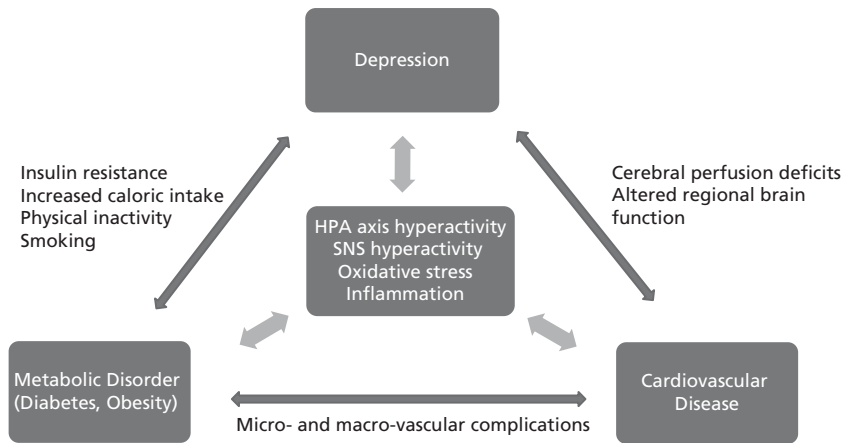 Depression
Insulin resistance
Increased caloric intake
Physical inactivity
Smoking
Cerebral perfusion deficits
Altered regional brain
function
HPA axis hyperactivity
SNS hyperactivity
Oxidative stress
Inflammation
Metabolic Disorder
(Diabetes, Obesity)
Cardiovascular
Disease
Micro- and macro-vascular complications